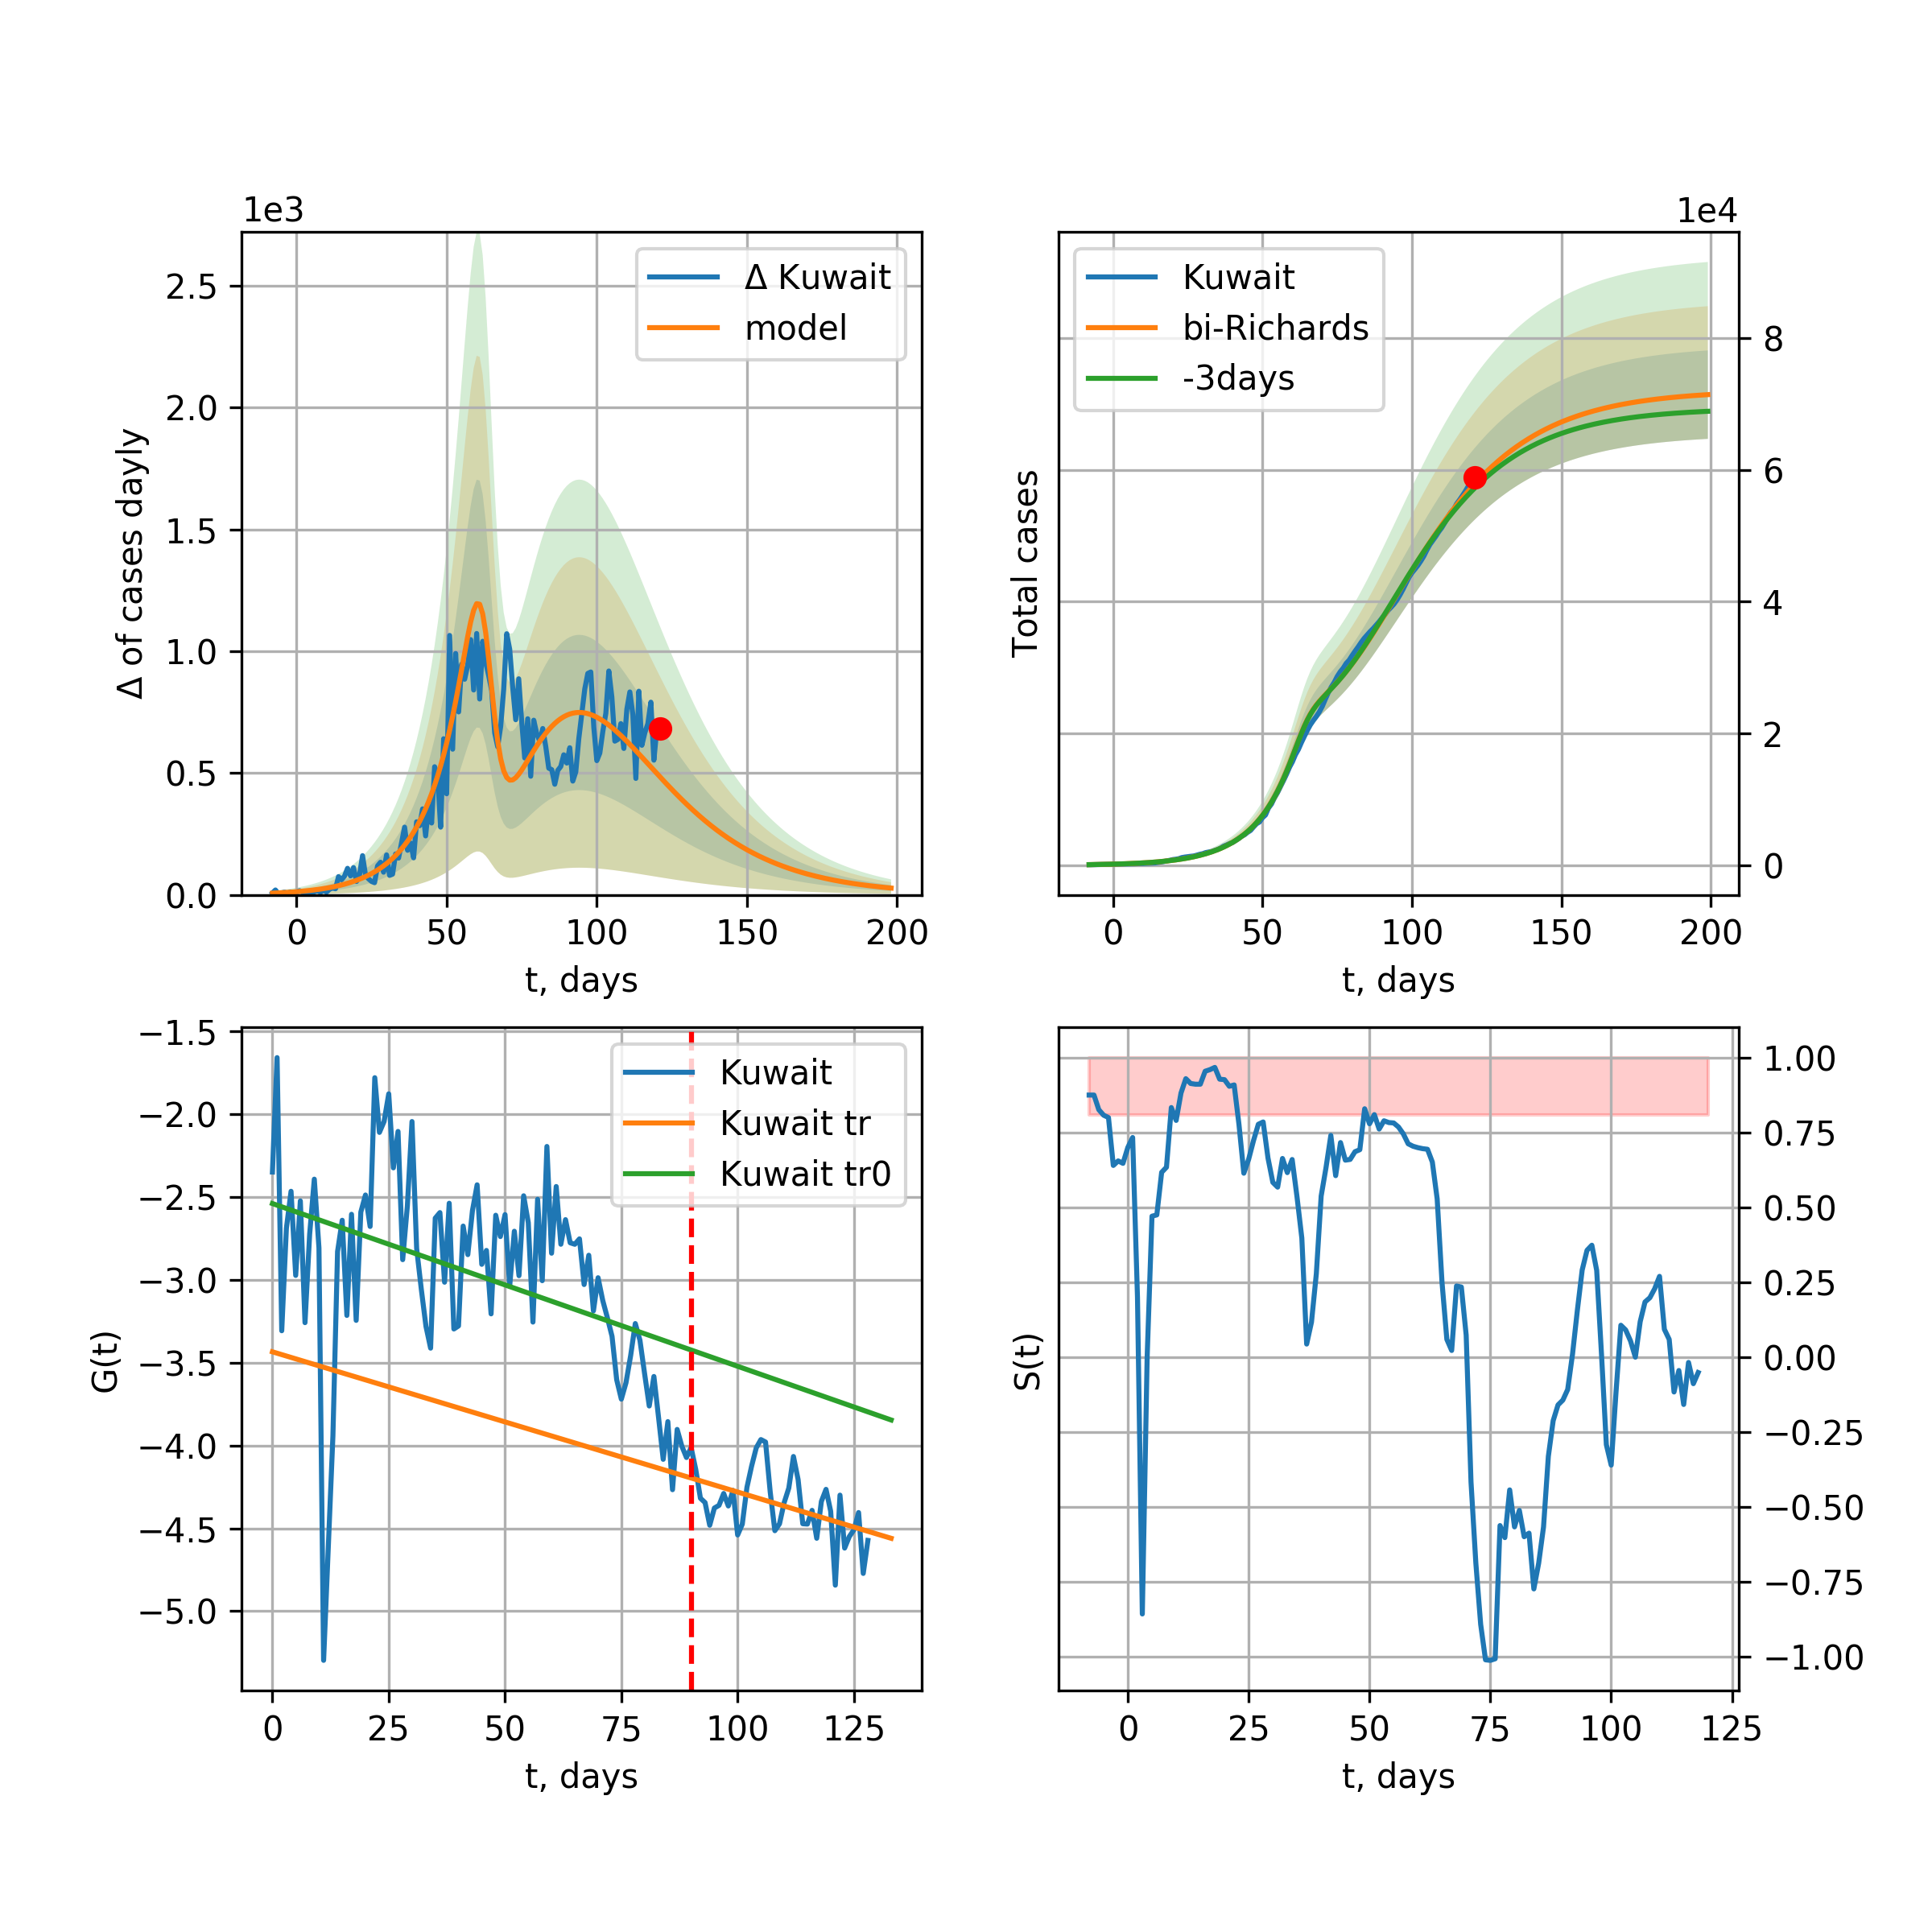 1e3
Δ of cases dayly
2.5
2.0
1.5
1.0
0.5
0.0
Δ Kuwait
model
0 50 100 150 200
t, days
1e4
Total cases
Kuwait
bi-Richards
-3days
8
6
4
2
0
0 50 100 150 200
t, days
G(t)
−1.5
−2.0
−2.5
−3.0
−3.5
−4.0
−4.5
−5.0
Kuwait
Kuwait tr
Kuwait tr0
0 25 50 75 100 125
t, days
S(t)
1.00
0.75
0.50
0.25
0.00
−0.25
−0.50
−0.75
−1.00
0 25 50 75 100 125
t, days